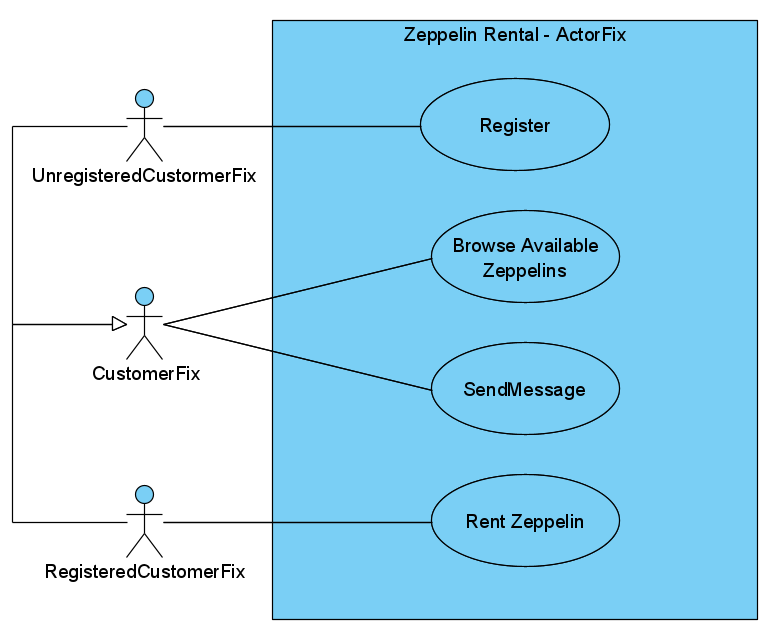 Zeppelin Rental - ActorFix
Register
UnregisteredCustormerFix
Browse Available
Zeppelins
CustomerFix
SendMessage
Rent Zeppelin
RegisteredCustomerFix